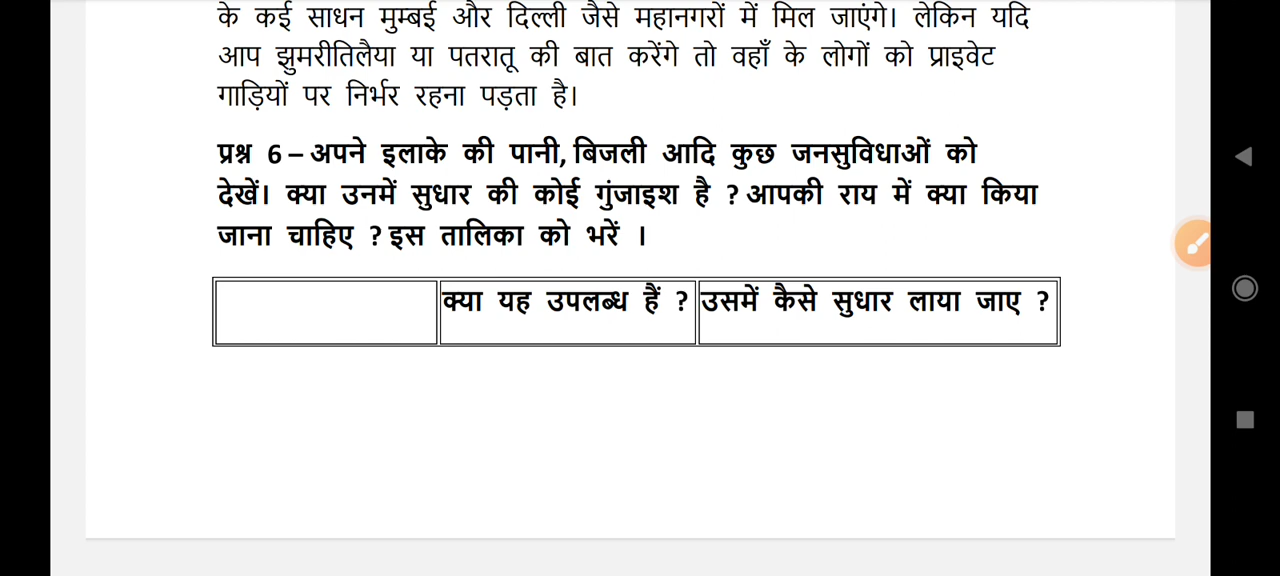 के कई साधन मुम्बई और दिल्ली जैसे महानगरों में मिल जाएंगे। लेकिन यदि
आप झुमरीतिलैया या पतरातू की बात करेंगे तो वहाँ के लोगों को प्राइवेट
गाड़ियों पर निर्भर रहना पड़ता है।
प्रश्न 6 – अपने इलाके की पानी, बिजली आदि कुछ जनसुविधाओं को
देखें। क्या उनमें सुधार की कोई गुंजाइश है ? आपकी राय में क्या किया
जाना चाहिए ? इस तालिका को भरें ।
क्या यह उपलब्ध हैं ? उसमें कैसे सुधार लाया जाए ?